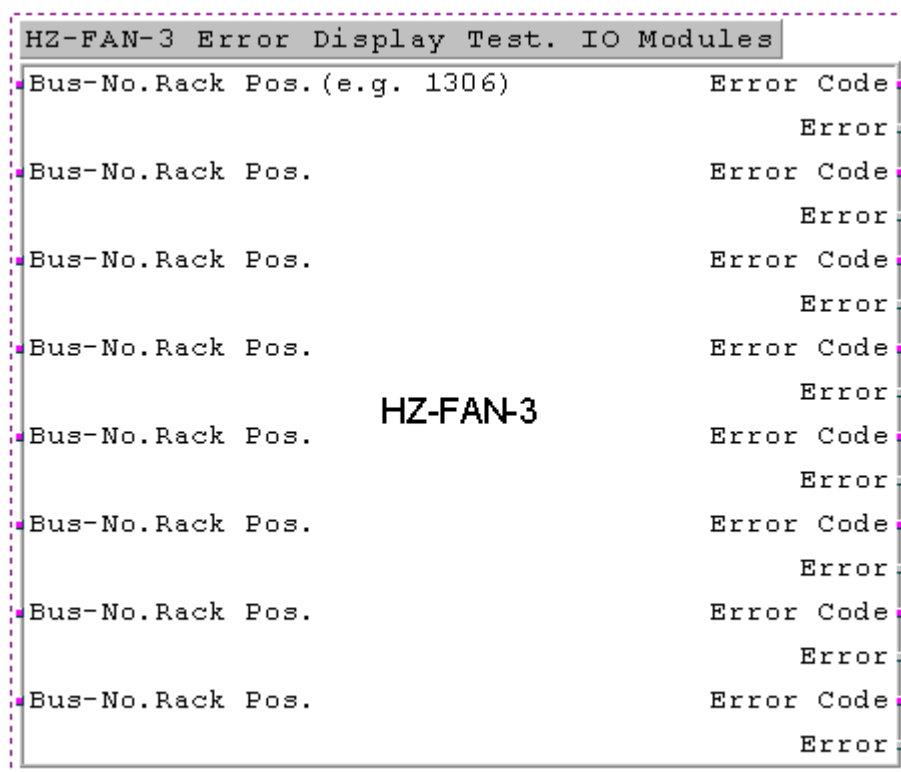 HZ-FAN-3 Error Display Test. IO Modules
Bus-No.Rack Pos.(e.g. 1306) Error Code
Error
Bus-No.Rack Pos. Error Code
Error
Bus-No.Rack Pos. Error Code
Error
Bus-No.Rack Pos. Error Code
Error
HZ-FAN-3
Bus-No.Rack Pos. Error Code
Error
Bus-No.Rack Pos. Error Code
Error
Bus-No.Rack Pos. Error Code
Error
Bus-No.Rack Pos. Error Code
Error